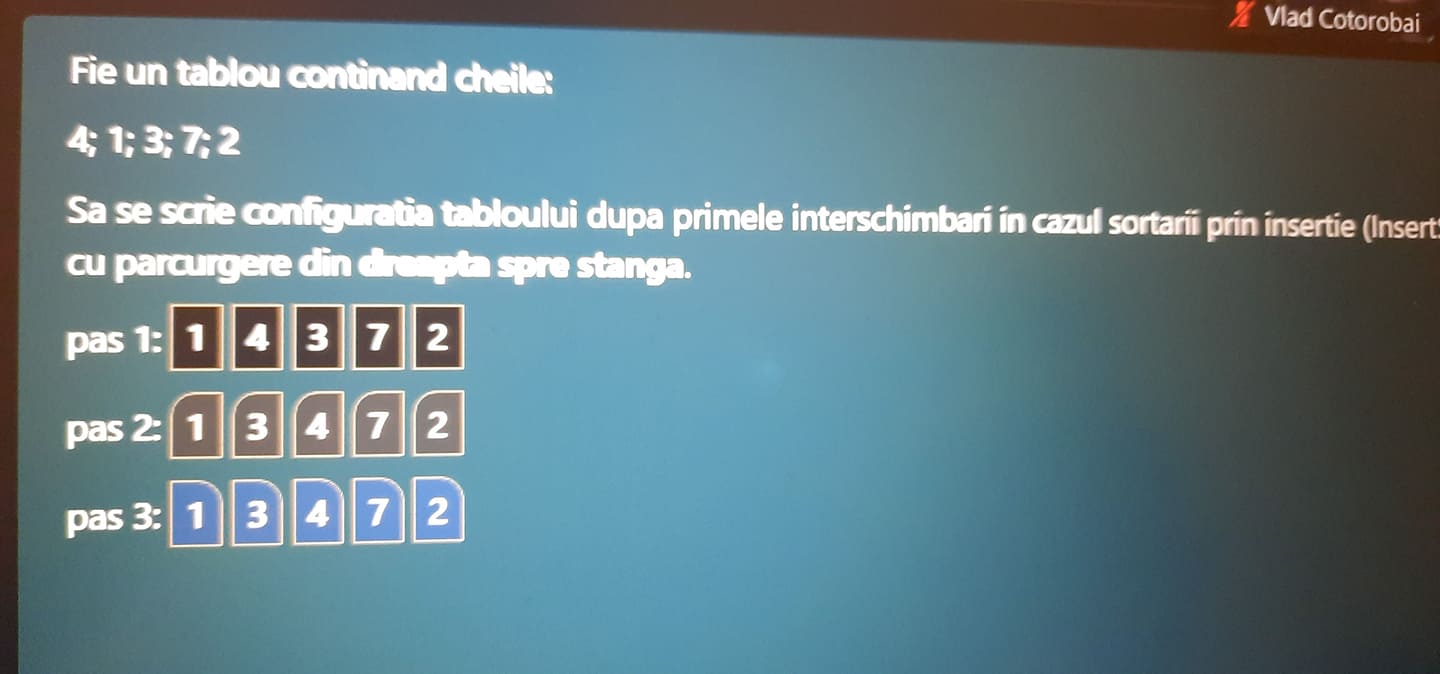 Vlad Cotorobai
Fie un tablou continand cheile:
4; 1; 3; 7; 2
Sa se scrie configuratia tabloului dupa primele interschimbari in cazul sortarii prin insertie (Insert
cu parcurgere din dreapta spre stanga.
pas 1: 1 4 3 7 2
pas 2: 1 3 4 7 2
pas 3: 1 3 4 7 2